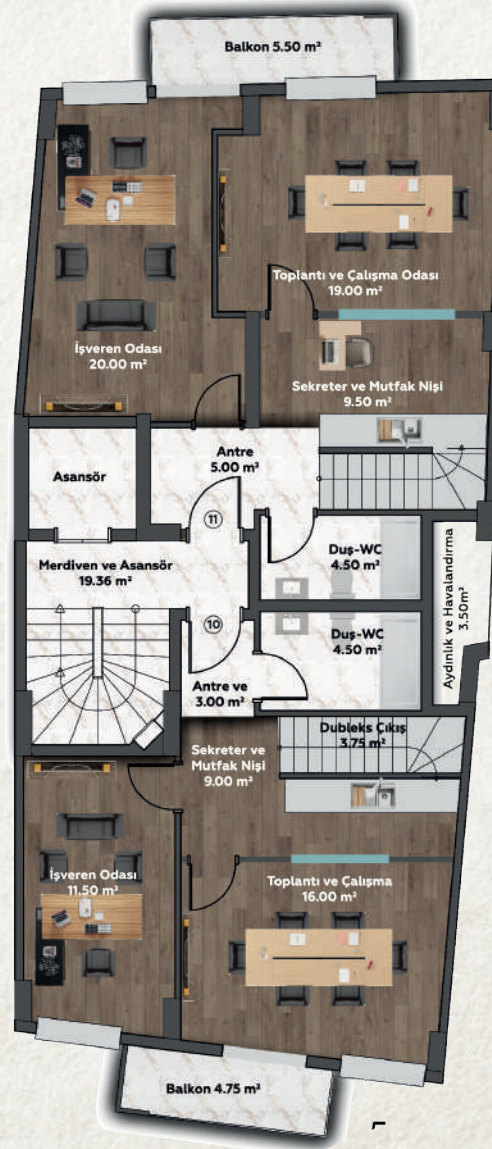 Balkon 5.50 m²
Toplantı ve Çalışma Odası
19.00 m²
İşveren Odası
20.00 m²
Sekreter ve Mutfak Nişi
9.50 m²
Antre
5.00 m²
Asansör
11
Duş-WC
4.50 m²
Merdiven ve Asansör
19.36 m²
Aydınlık ve Havalandırma
3.50m²
10
Duş-WC
4.50 m²
Antre ve
3.00 m²
Dubleks Çıkış
3.75 m²
Sekreter ve
Mutfak Nişi
9.00 m²
İşveren Odası
11.50 m²
Toplantı ve Çalışma
16.00 m²
Balkon 4.75 m²